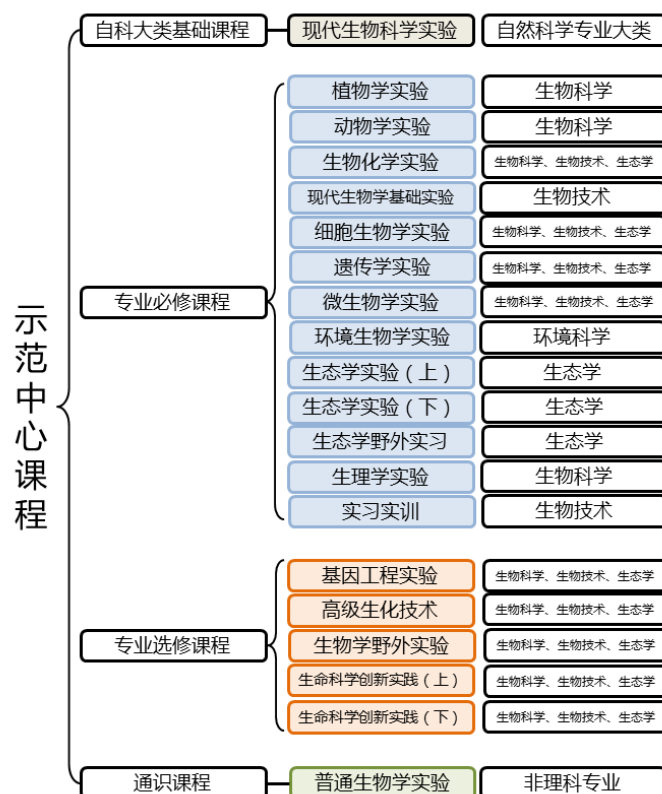 示范中心课程
自科大类基础课程 现代生物科学实验 自然科学专业大类
专业必修课程
植物学实验 生物科学
动物学实验 生物科学
生物化学实验 生物科学、生物技术、生态学
现代生物学基础实验 生物技术
细胞生物学实验 生物科学、生物技术、生态学
遗传学实验 生物科学、生物技术、生态学
微生物学实验 生物科学、生物技术、生态学
环境生物学实验 环境科学
生态学实验（上） 生态学
生态学实验（下） 生态学
生态学野外实习 生态学
生理学实验 生物科学
实习实训 生物技术
专业选修课程
基因工程实验 生物科学、生物技术、生态学
高级生化技术 生物科学、生物技术、生态学
生物学野外实验 生物科学、生物技术、生态学
生命科学创新实践（上） 生物科学、生物技术、生态学
生命科学创新实践（下） 生物科学、生物技术、生态学
通识课程 普通生物学实验 非理科专业